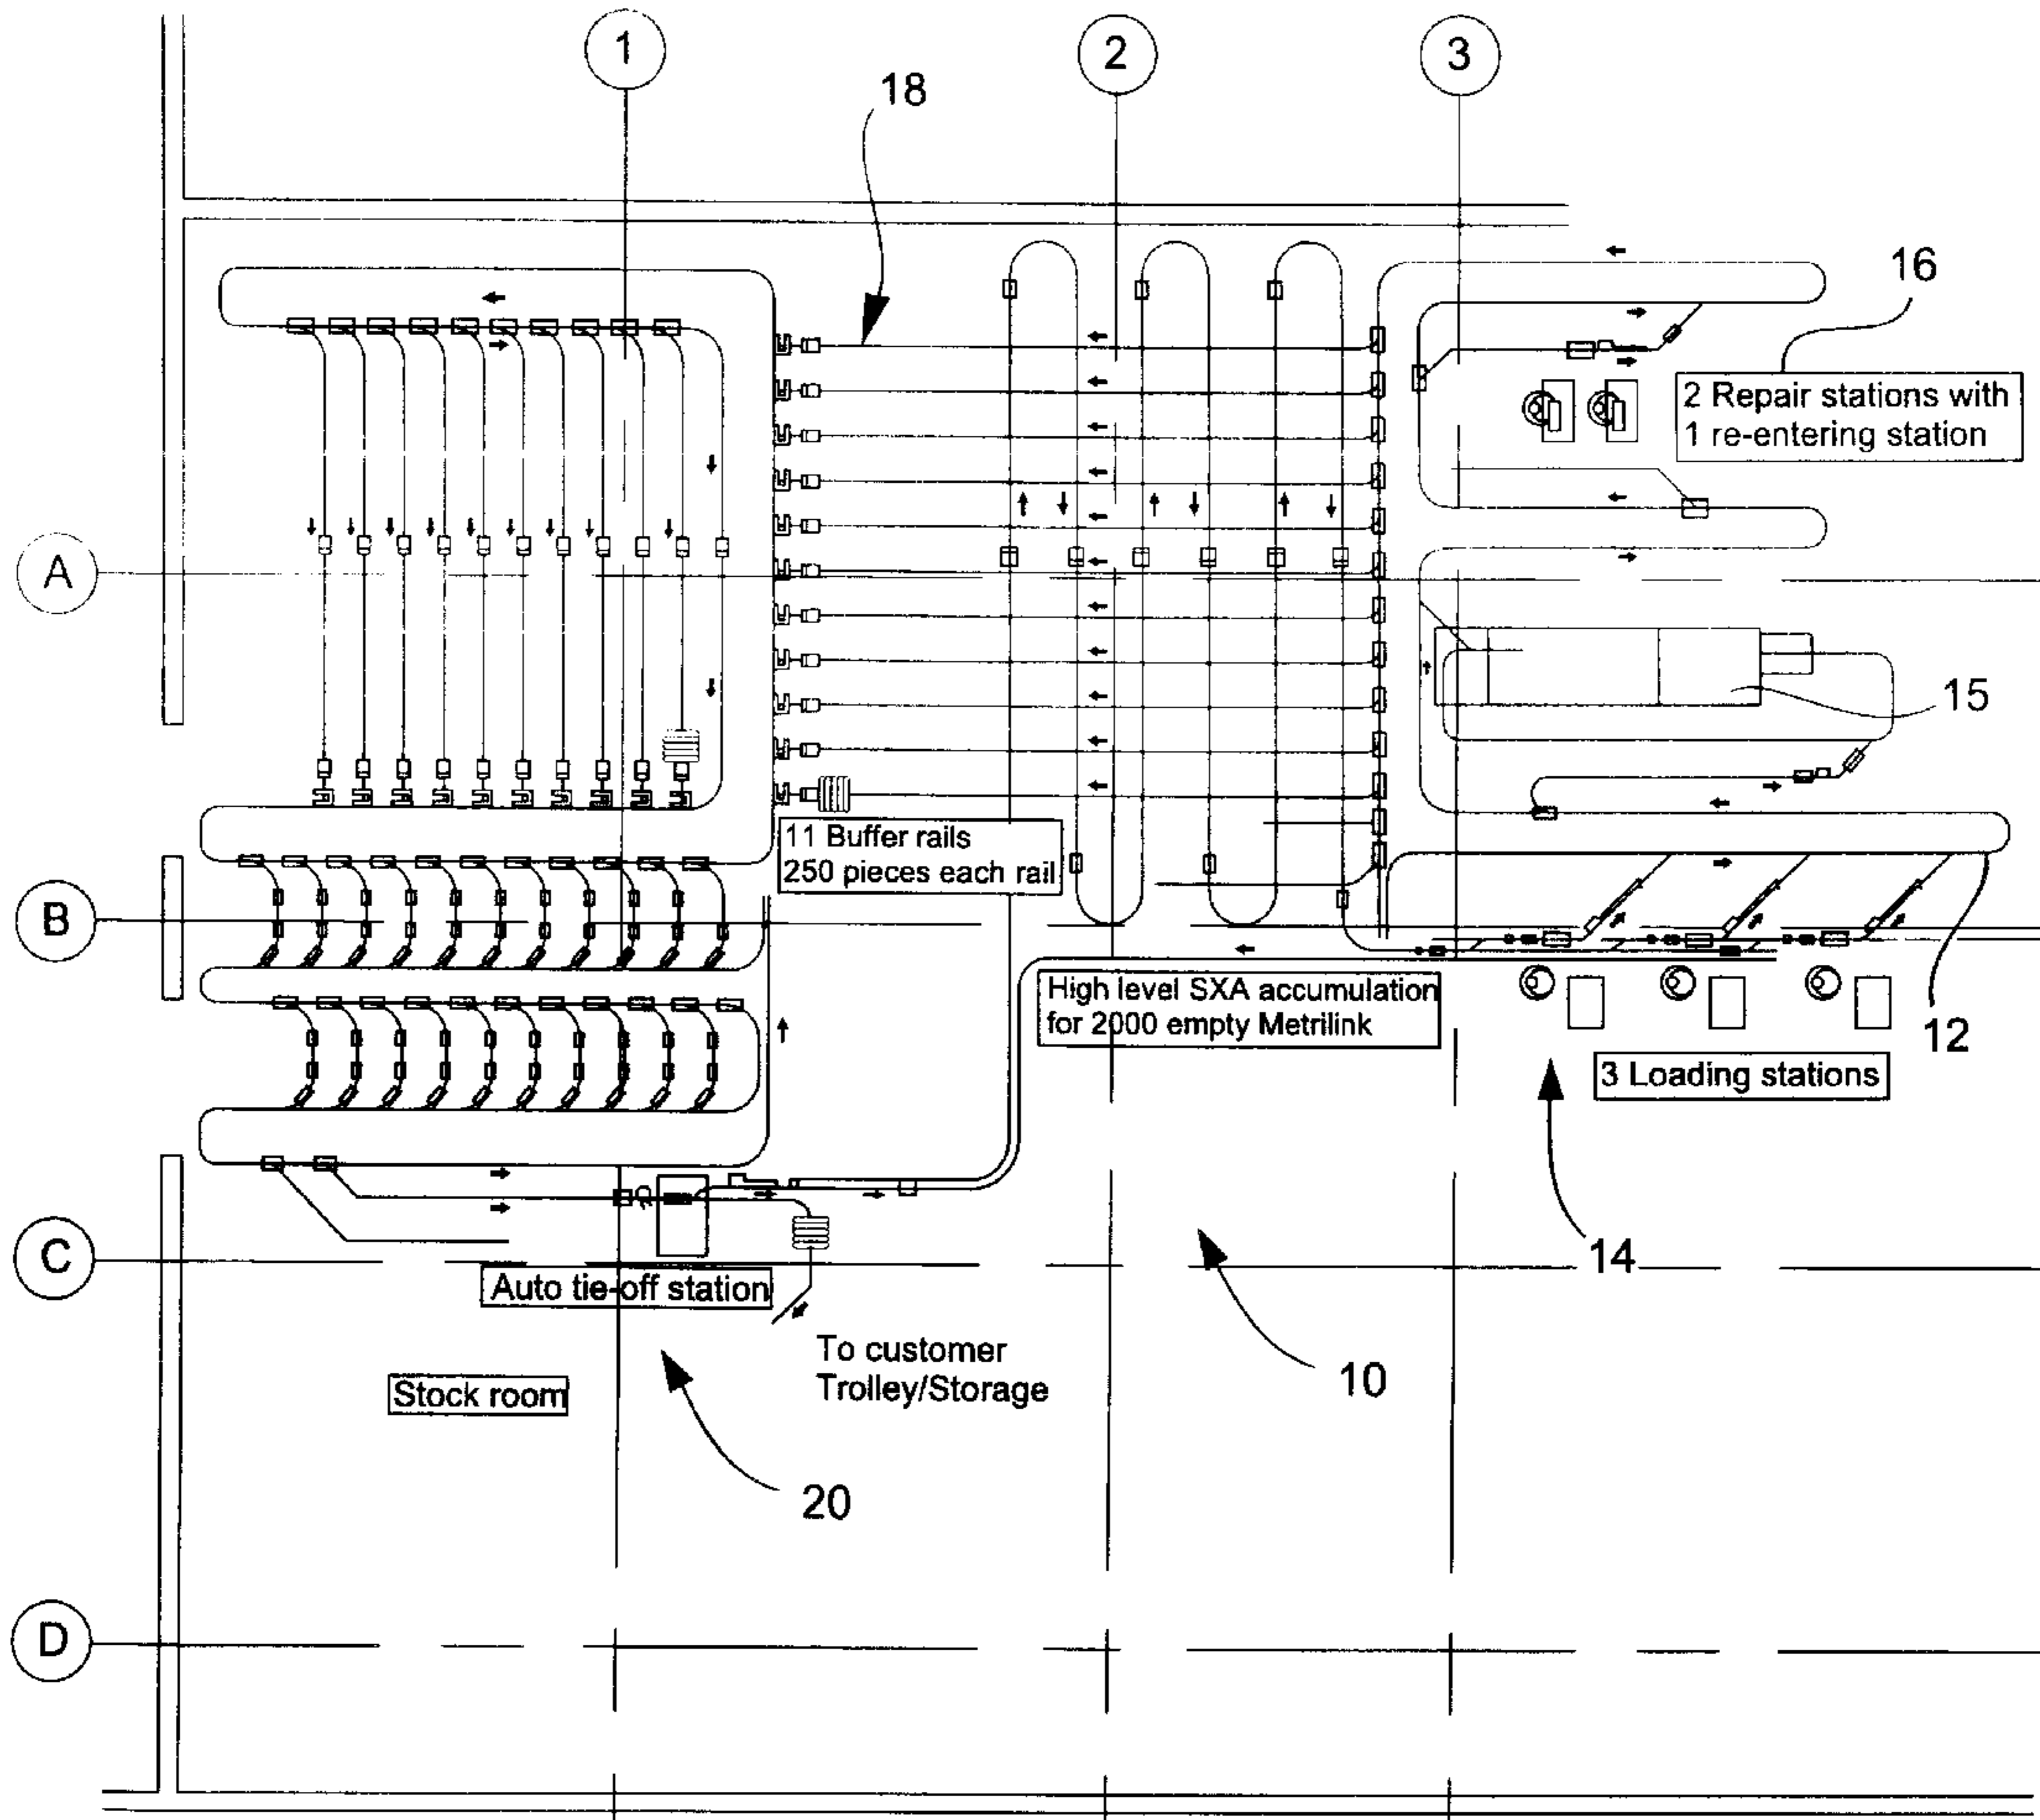 1
2
3
18
16
2 Repair stations with
1 re-entering station
A
15
11 Buffer rails
250 pieces each rail
B
High level SXA accumulation
for 2000 empty Metrilink
12
3 Loading stations
14
C
Auto tie-off station
To customer
Trolley/Storage
10
Stock room
20
D